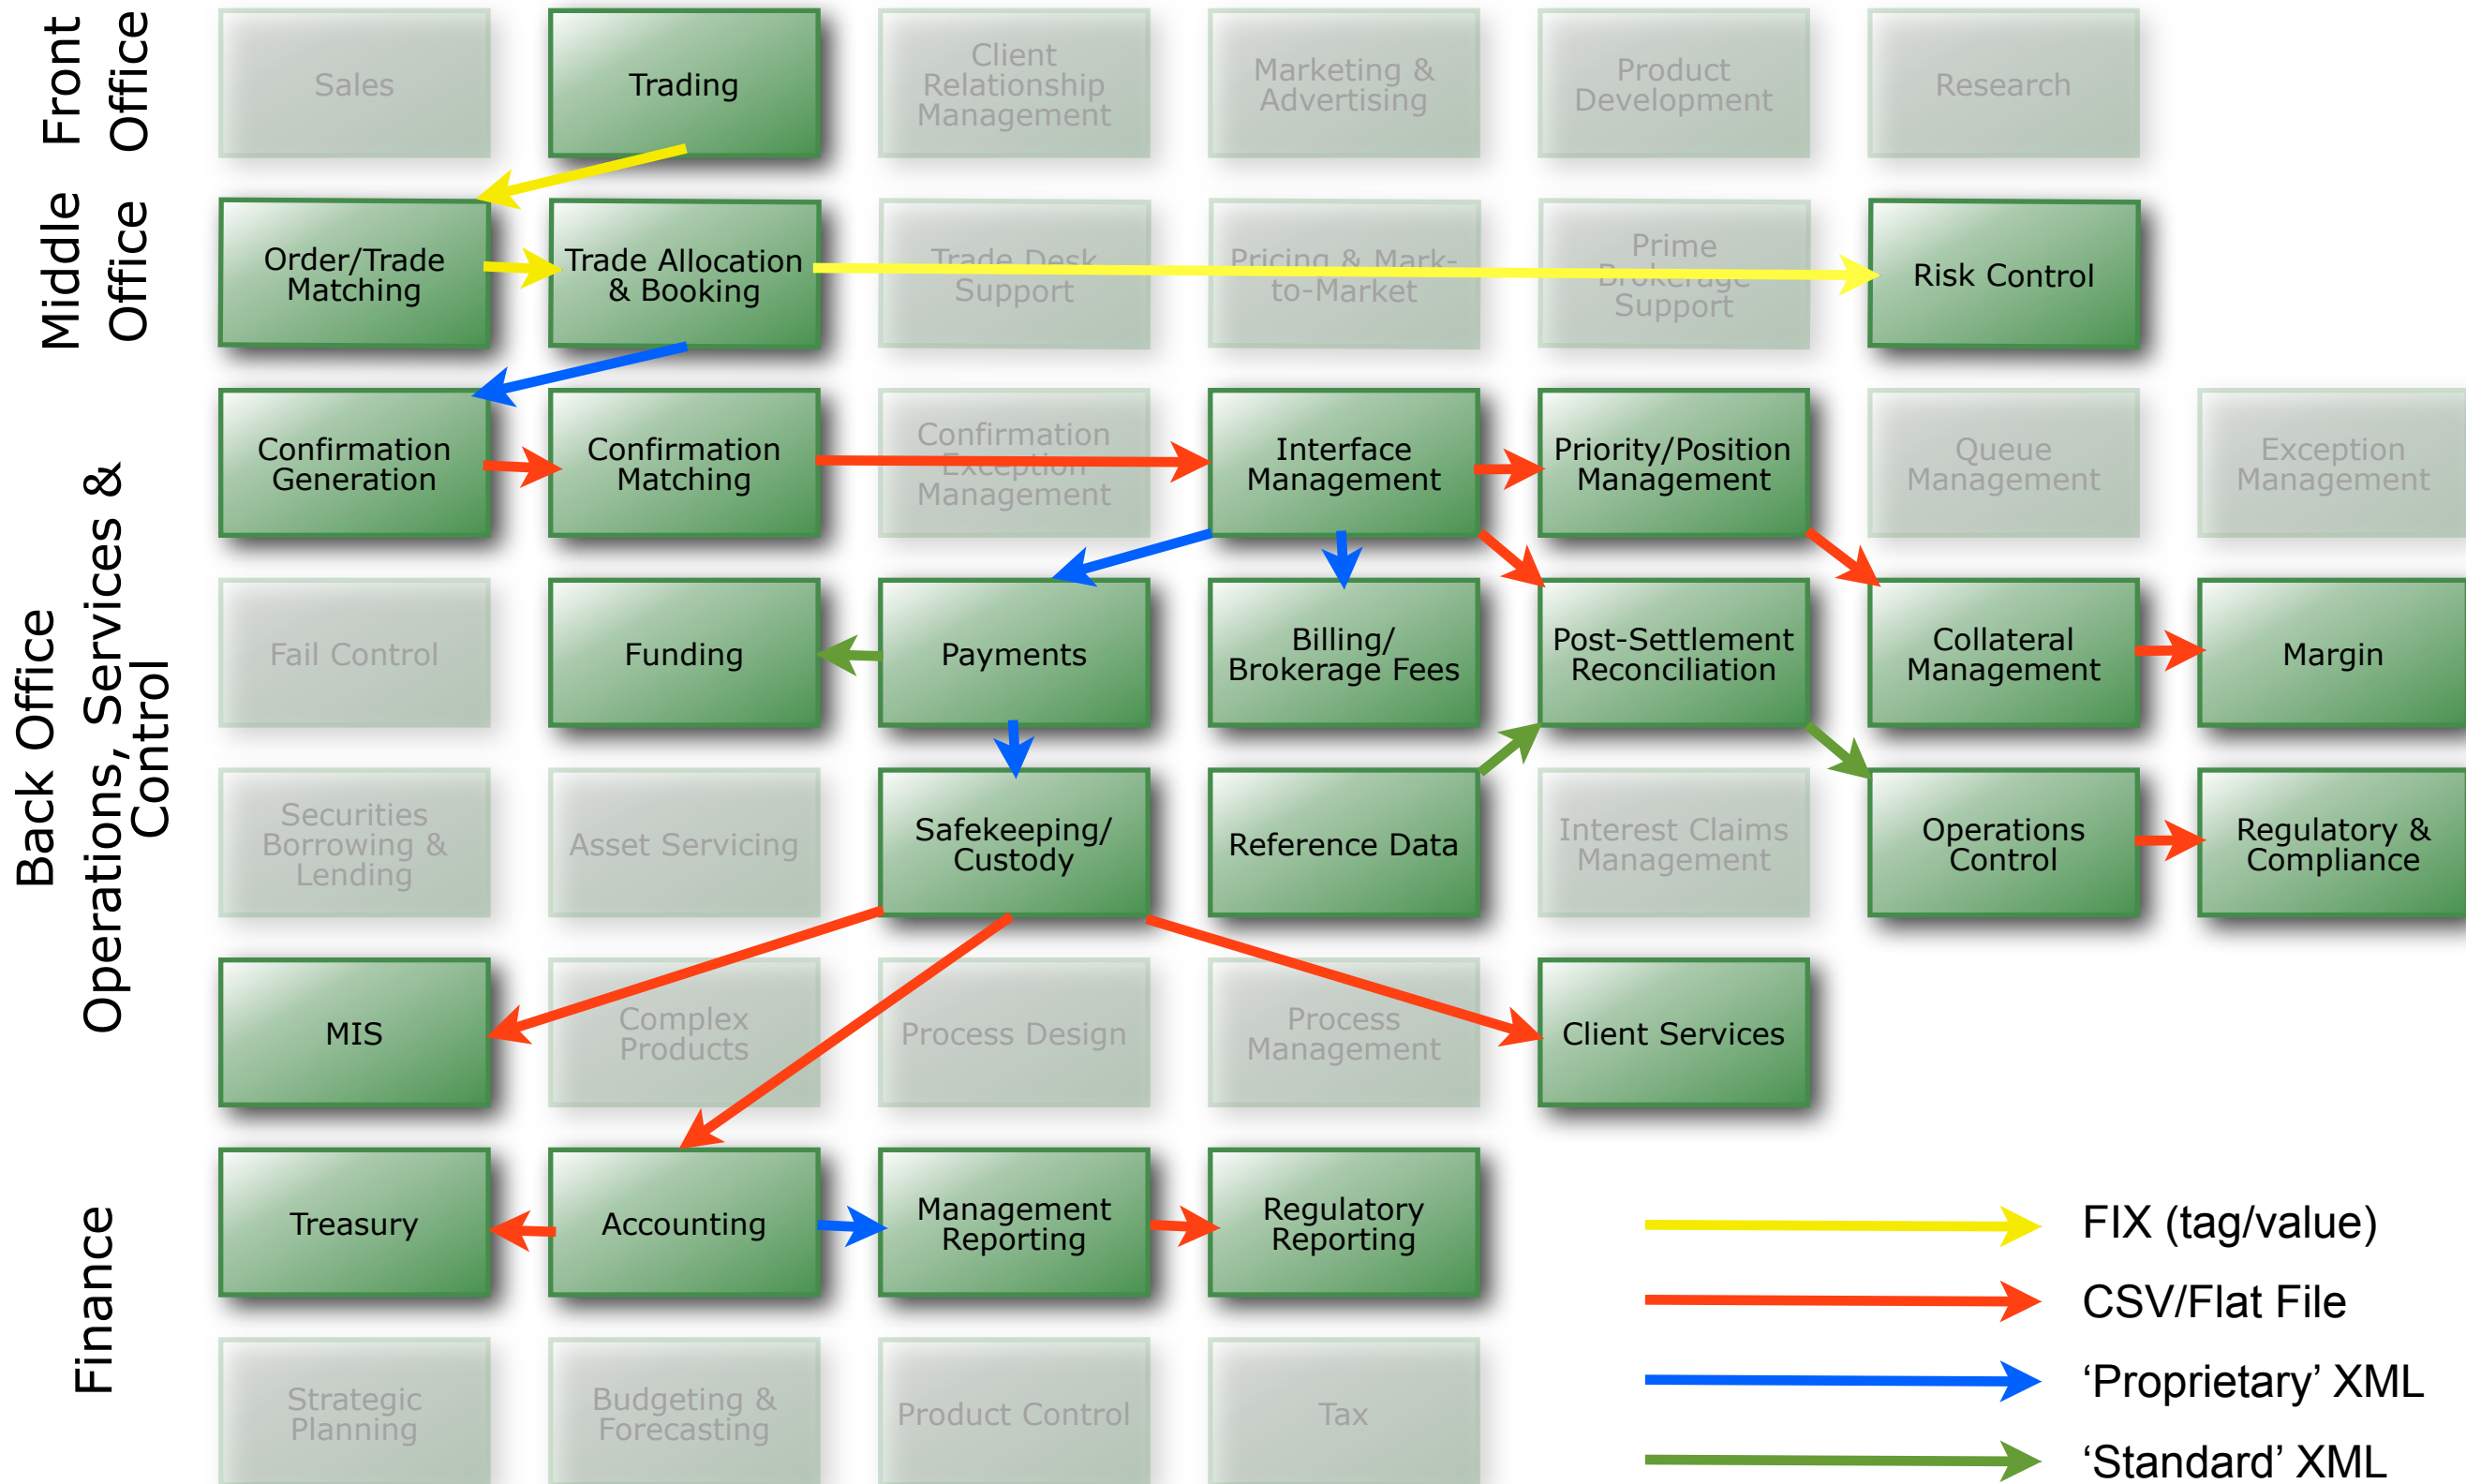 Front
Office
Sales
Trading
Client
Relationship
Management
Marketing &
Advertising
Product
Development
Research
Middle
Office
Order/Trade
Matching
Trade Allocation
& Booking
Trade Desk
Support
Pricing & Mark-
to-Market
Prime
Brokerage
Support
Risk Control
Back Office
Operations, Services &
Control
Confirmation
Generation
Confirmation
Matching
Confirmation
Exception
Management
Interface
Management
Priority/Position
Management
Queue
Management
Exception
Management
Fail Control
Funding
Payments
Billing/
Brokerage Fees
Post-Settlement
Reconciliation
Collateral
Management
Margin
Securities
Borrowing &
Lending
Asset Servicing
Safekeeping/
Custody
Reference Data
Interest Claims
Management
Operations
Control
Regulatory &
Compliance
MIS
Complex
Products
Process Design
Process
Management
Client Services
Finance
Treasury
Accounting
Management
Reporting
Regulatory
Reporting
Strategic
Planning
Budgeting &
Forecasting
Product Control
Tax
FIX (tag/value)
CSV/Flat File
‘Proprietary’ XML
‘Standard’ XML